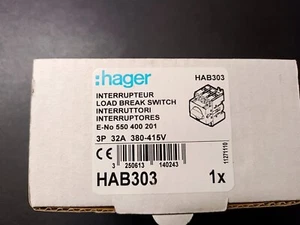 :hager
HAB303
INTERRUPTEUR
LOAD BREAK SWITCH
INTERRUTTORI
INTERRUPTORES
E-No 550 400 201
3P 32A 380-415V
CE
3 250613 140243
11271110
HAB303
1x